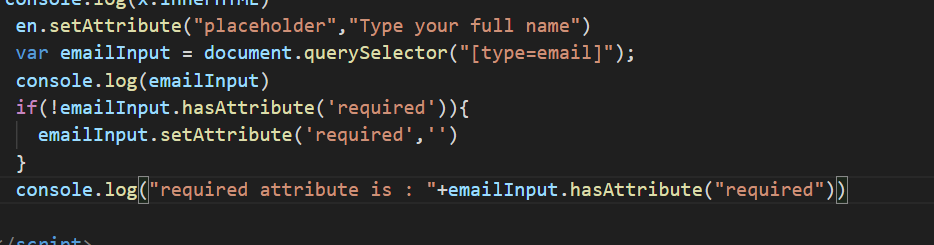 console.log(x.innerHTML)
en.setAttribute("placeholder","Type your full name")
var emailInput = document.querySelector("[type=email]");
console.log(emailInput)
if(!emailInput.hasAttribute('required')){
emailInput.setAttribute('required','')
}
console.log("required attribute is : "+emailInput.hasAttribute("required"))
</script>